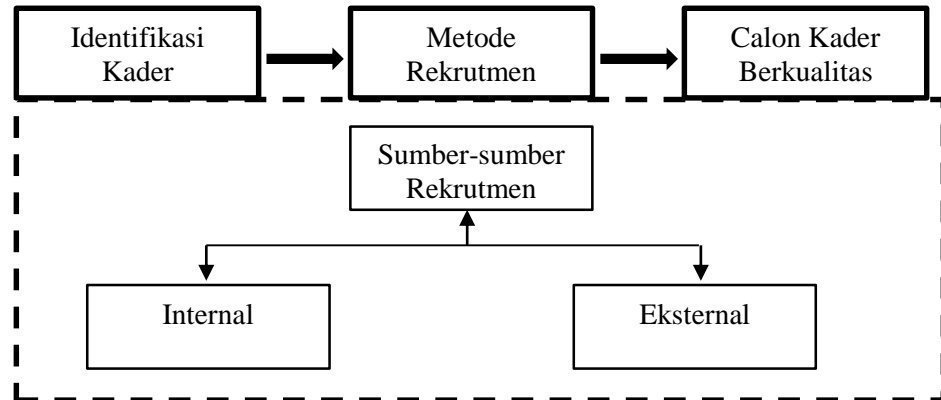 Identifikasi
Kader
Metode
Rekrutmen
Calon Kader
Berkualitas
Sumber-sumber
Rekrutmen
Internal
Eksternal